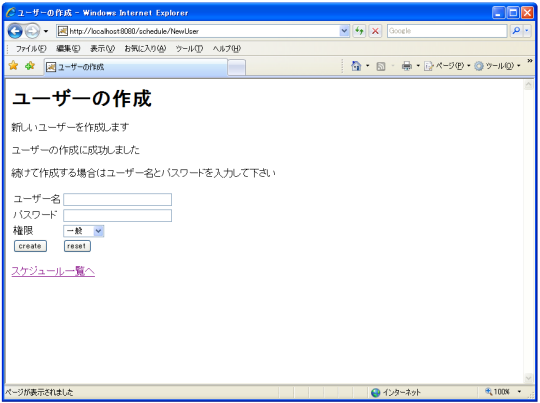 ユーザーの作成 - Windows Internet Explorer
http://localhost:8080/schedule/NewUser
Google
ファイル(F) 編集(E) 表示(V) お気に入り(A) ツール(T) ヘルプ(H)
ユーザーの作成
ページ(P) ツール(O)
ユーザーの作成
新しいユーザーを作成します
ユーザーの作成に成功しました
続けて作成する場合はユーザー名とパスワードを入力して下さい
ユーザー名
パスワード
権限 一般
create reset
スケジュール一覧へ
ページが表示されました インターネット 100%